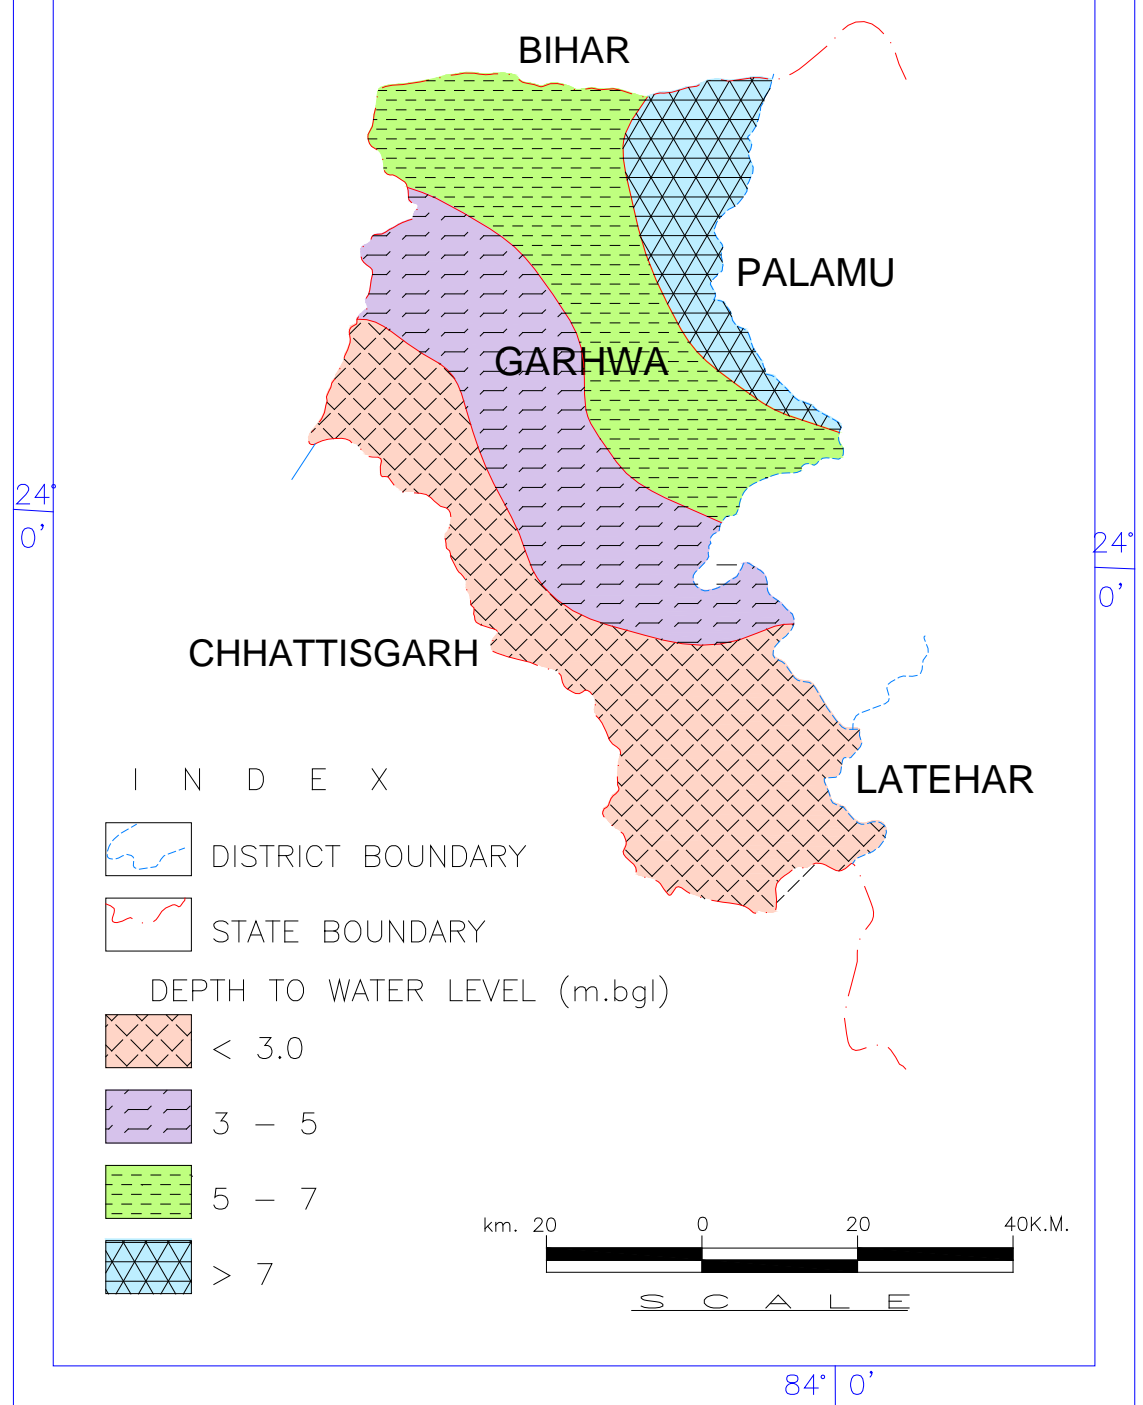 BIHAR
PALAMU
GARHWA
24°
0'
24°
0'
CHHATTISGARH
LATEHAR
I N D E X
DISTRICT BOUNDARY
STATE BOUNDARY
DEPTH TO WATER LEVEL (m.bgl)
< 3.0
3 – 5
5 – 7
> 7
km. 20 0 20 40K.M.
S C A L E
84° 0'